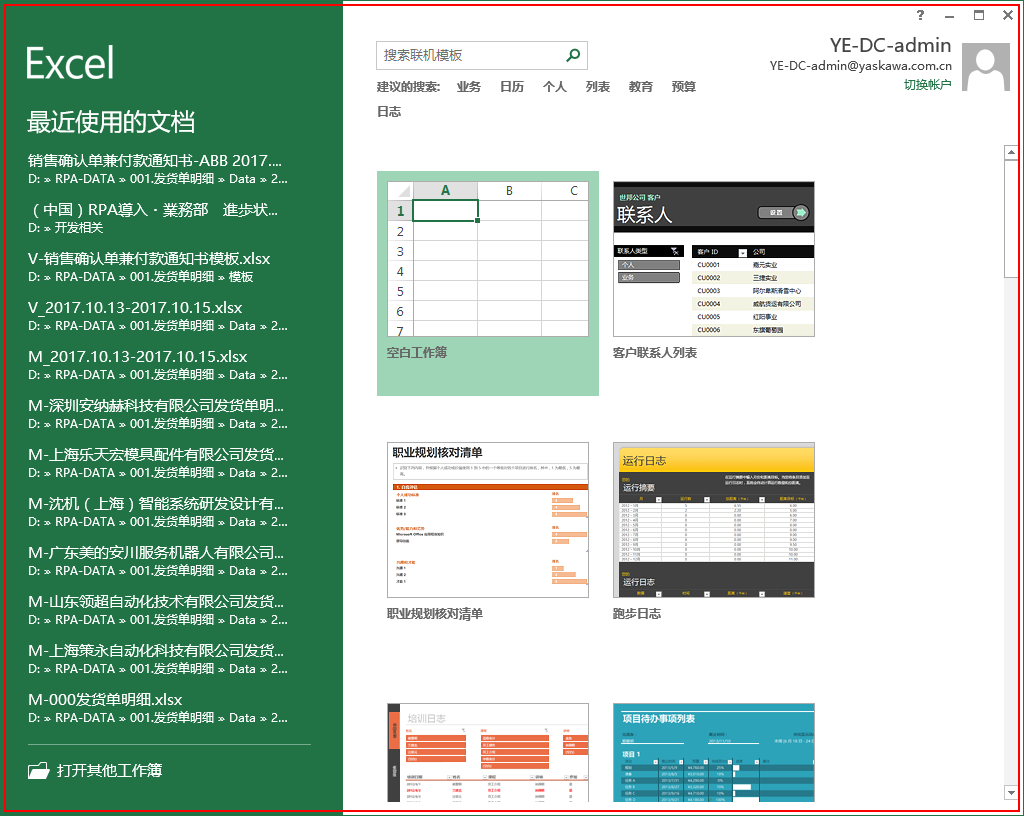 Excel
最近使用的文档
销售确认单兼付款通知书-ABB 2017....
D: » RPA-DATA » 001.发货单明细 » Data » 2...
（中国）RPA導入・業務部　進歩状...
D: » 开发相关
V-销售确认单兼付款通知书模板.xlsx
D: » RPA-DATA » 001.发货单明细 » 模板
V_2017.10.13-2017.10.15.xlsx
D: » RPA-DATA » 001.发货单明细 » Data » 2...
M_2017.10.13-2017.10.15.xlsx
D: » RPA-DATA » 001.发货单明细 » Data » 2...
M-深圳安纳赫科技有限公司发货单明...
D: » RPA-DATA » 001.发货单明细 » Data » 2...
M-上海乐天宏模具配件有限公司发货...
D: » RPA-DATA » 001.发货单明细 » Data » 2...
M-沈机（上海）智能系统研发设计有...
D: » RPA-DATA » 001.发货单明细 » Data » 2...
M-广东美的安川服务机器人有限公司...
D: » RPA-DATA » 001.发货单明细 » Data » 2...
M-山东领超自动化技术有限公司发货...
D: » RPA-DATA » 001.发货单明细 » Data » 2...
M-上海策永自动化科技有限公司发货...
D: » RPA-DATA » 001.发货单明细 » Data » 2...
M-000发货单明细.xlsx
D: » RPA-DATA » 001.发货单明细 » Data » 2...
打开其他工作簿
?
搜索联机模板
建议的搜索: 业务 日历 个人 列表 教育 预算
日志
YE-DC-admin
YE-DC-admin@yaskawa.com.cn
切换帐户
A B C
1
2
3
4
5
6
7
空白工作簿
世邦公司 客户
联系人
设置
联系人类型
个人
业务
客户 ID 公司
CU0001 嘉元实业
CU0002 三捷实业
CU0003 阿尔卑斯滑雪中心
CU0004 威航货运有限公司
CU0005 红阳事业
CU0006 东旗葡萄园
客户联系人列表
职业规划核对清单
职业规划核对清单
运行日志
运行摘要
运行日志
跑步日志
培训日志
项目待办事项列表
项目 1